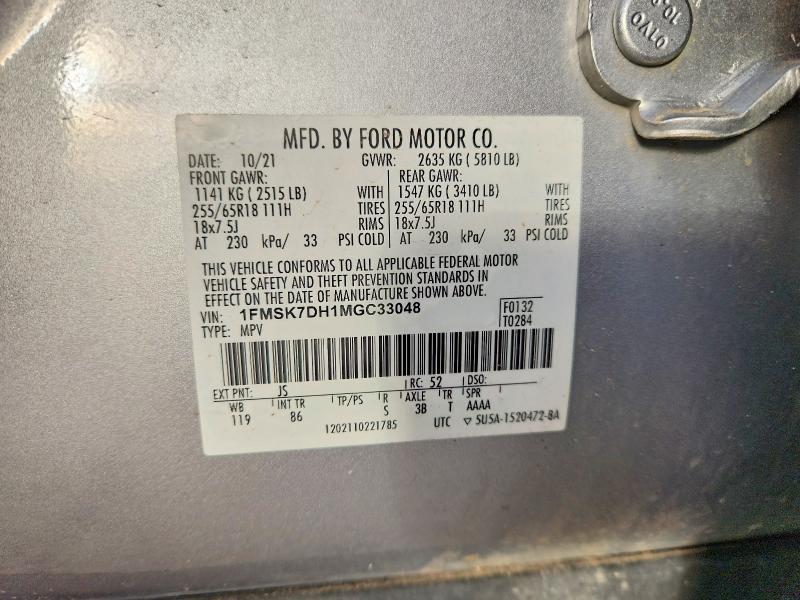 01VO
10.9
MFD. BY FORD MOTOR CO.
DATE: 10/21 GVWR: 2635 KG ( 5810 LB)
FRONT GAWR: REAR GAWR:
1141 KG ( 2515 LB) WITH 1547 KG ( 3410 LB) WITH
255/65R18 111H TIRES 255/65R18 111H TIRES
18x7.5J RIMS 18x7.5J RIMS
AT 230 kPa/ 33 PSI COLD AT 230 kPa/ 33 PSI COLD
THIS VEHICLE CONFORMS TO ALL APPLICABLE FEDERAL MOTOR
VEHICLE SAFETY AND THEFT PREVENTION STANDARDS IN
EFFECT ON THE DATE OF MANUFACTURE SHOWN ABOVE.
VIN: 1FMSK7DH1MGC33048 F0132
TYPE: MPV T0284
EXT PNT: JS RC: 52 DSO:
WB INT TR TP/PS R AXLE TR SPR
119 86 S 3B T AAAA
1202110221785 UTC ▽ 5U5A-1520472-BA